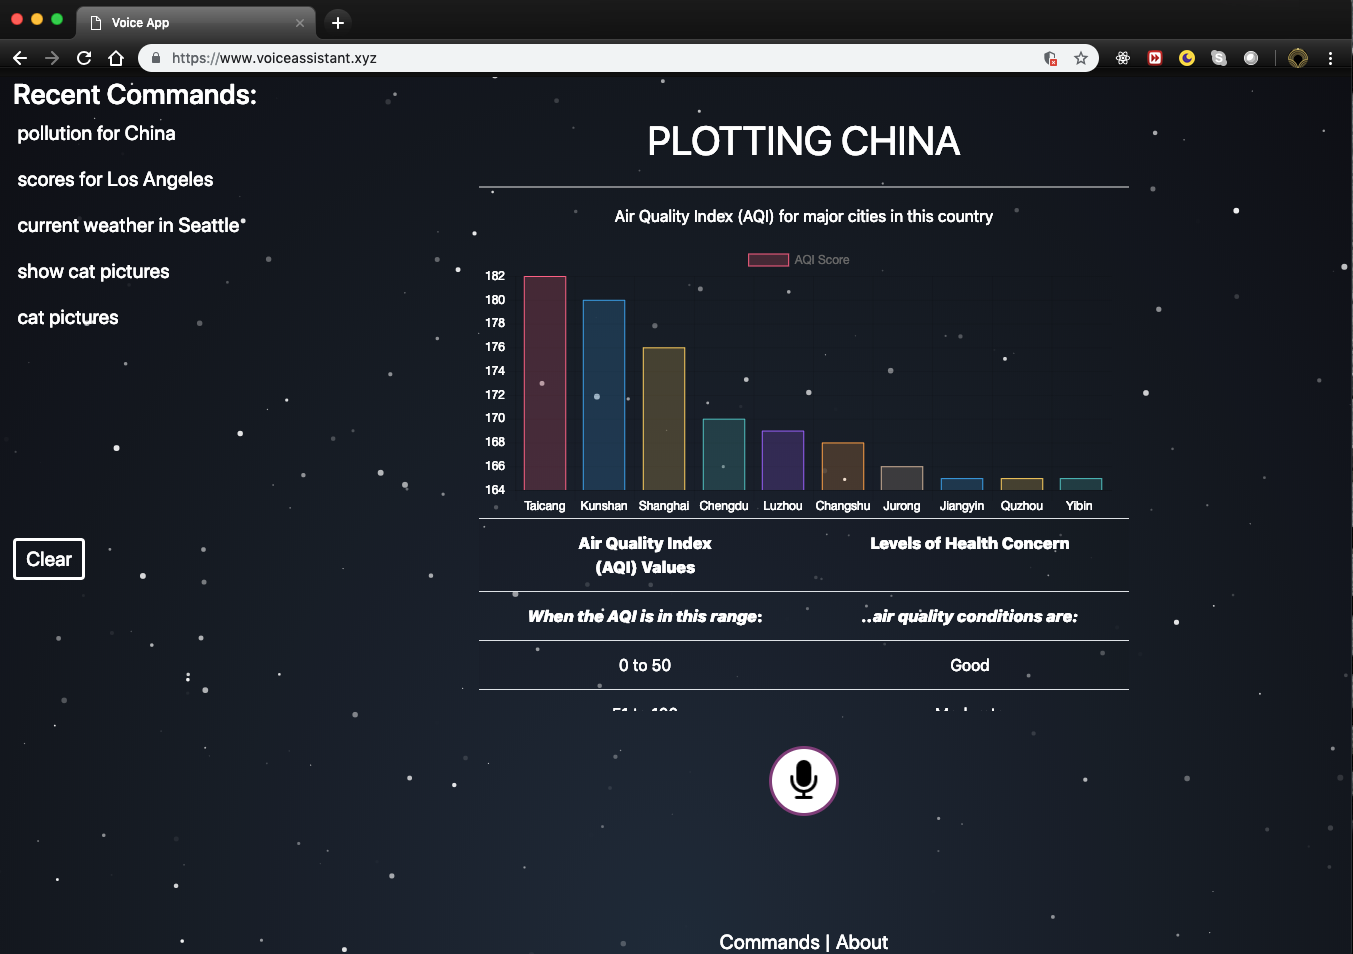 Voice App
https://www.voiceassistant.xyz
Recent Commands:
pollution for China
scores for Los Angeles
current weather in Seattle
show cat pictures
cat pictures
Clear
PLOTTING CHINA
Air Quality Index (AQI) for major cities in this country
AQI Score
182
180
178
176
174
172
170
168
166
164
Taicang Kunshan Shanghai Chengdu Luzhou Changshu Jurong Jiangyin Quzhou Yibin
Air Quality Index Levels of Health Concern
(AQI) Values
When the AQI is in this range: ..air quality conditions are:
0 to 50 Good
Commands | About